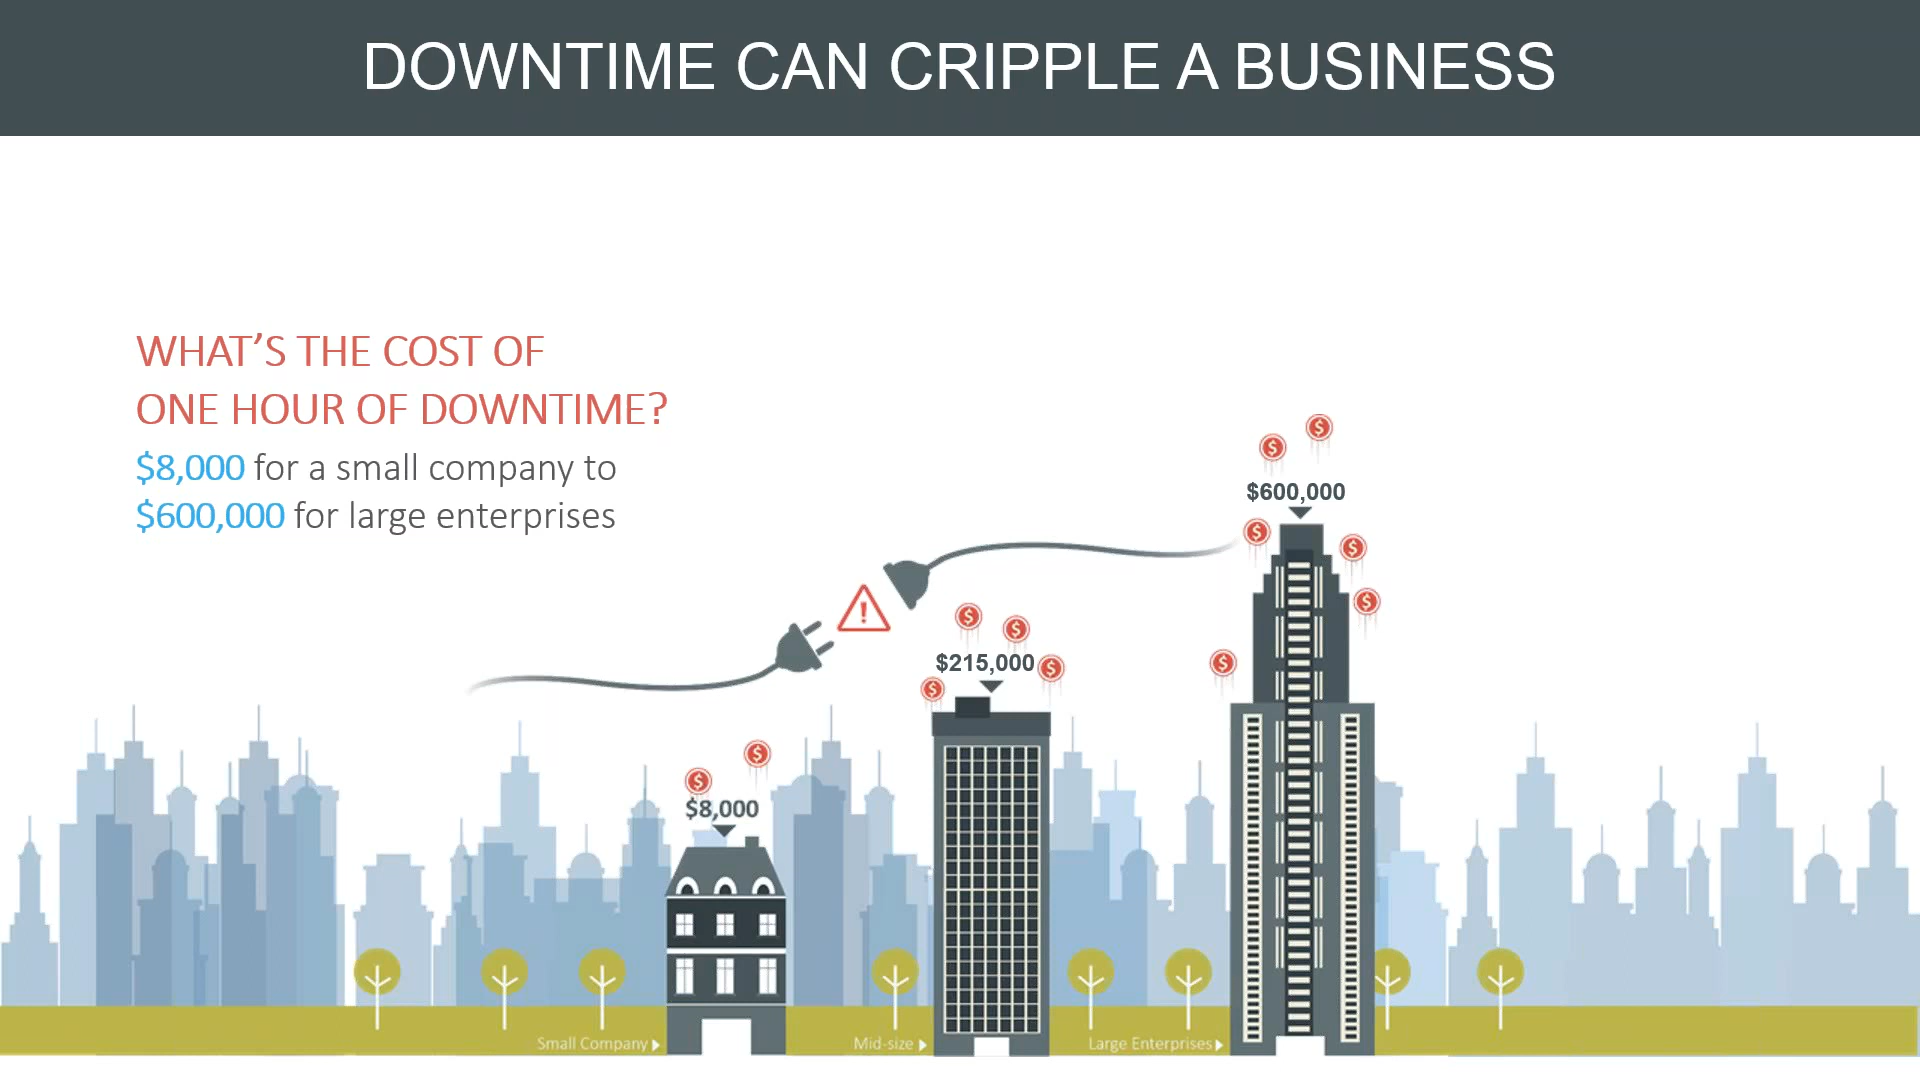 DOWNTIME CAN CRIPPLE A BUSINESS
WHAT’S THE COST OF
ONE HOUR OF DOWNTIME?
$8,000 for a small company to
$600,000 for large enterprises
$600,000
$215,000
$8,000
Small Company
Mid-size
Large Enterprises